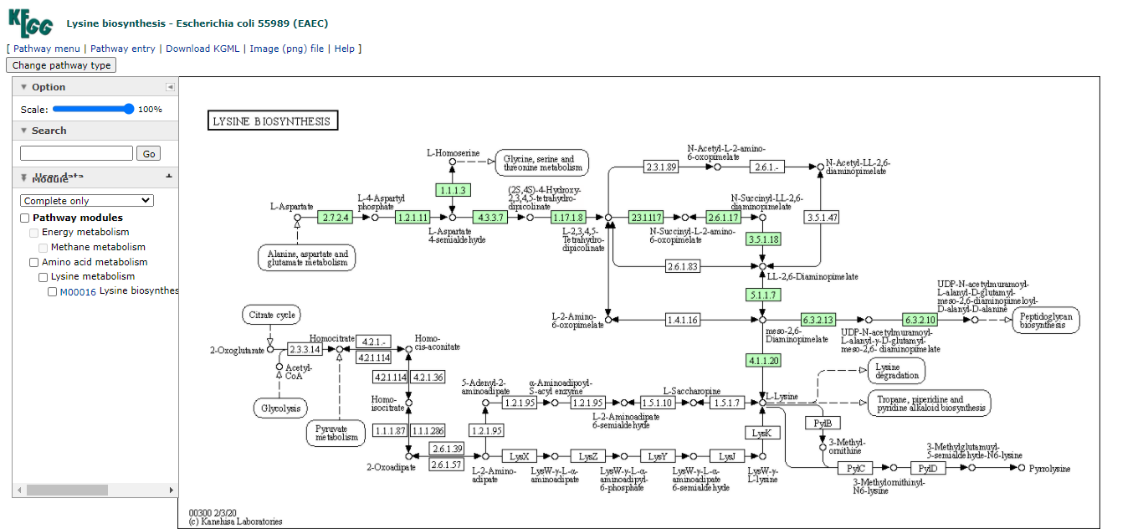 KEGG
Lysine biosynthesis - Escherichia coli 55989 (EAEC)
[ Pathway menu | Pathway entry | Download KGML | Image (png) file | Help ]
Change pathway type
▼ Option
Scale: 100%
▼ Search
Go
User data
Module
Complete only
Pathway modules
Energy metabolism
Methane metabolism
Amino acid metabolism
Lysine metabolism
M00016 Lysine biosynthes
LYSINE BIOSYNTHESIS
L-Homoserine
Glycine, serine and
threonine metabolism
1.1.1.3
L-Aspartate
2.7.2.4
L-4-Aspartyl
phosphate
1.2.1.11
L-Aspartate
4-semialdehyde
4.3.3.7
(2S,4S)-4-Hydroxy-
2,3,4,5-tetrahydro-
dipicolinate
1.17.1.8
L-2,3,4,5-
Tetrahydro-
dipicolinate
Alanine, aspartate and
glutamate metabolism
2.3.1.89
N-Acetyl-L-2-amino-
6-oxopimelate
2.6.1.-
N-Acetyl-LL-2,6-
diaminopimelate
2.3.1.117
N-Succinyl-L-2-amino-
6-oxopimelate
2.6.1.17
N-Succinyl-LL-2,6-
diaminopimelate
3.5.1.47
3.5.1.18
2.6.1.83
LL-2,6-Diaminopimelate
5.1.1.7
L-2-Amino-
6-oxopimelate
1.4.1.16
meso-2,6-
Diaminopimelate
6.3.2.13
UDP-N-acetylmuramoyl-
L-alanyl-γ-D-glutamyl-
meso-2,6-diaminopimelate
6.3.2.10
UDP-N-acetylmuramoyl-
L-alanyl-D-glutamyl-
meso-2,6-diaminopimeloyl-
D-alanyl-D-alanine
Peptidoglycan
biosynthesis
4.1.1.20
Citrate cycle
2-Oxoglutarate
2.3.3.14
Acetyl-
CoA
Glycolysis
Homocitrate
4.2.1.-
4.2.1.114
Homo-
cis-aconitate
Pyruvate
metabolism
4.2.1.114
4.2.1.36
Homo-
isocitrate
1.1.1.87
1.1.1.286
2-Oxoadipate
2.6.1.39
2.6.1.57
L-2-Amino-
adipate
1.2.1.95
5-Adenyl-2-
aminoadipate
1.2.1.95
α-Aminoadipoyl-
S-acyl enzyme
1.2.1.95
L-2-Aminoadipate
6-semialdehyde
1.5.1.10
L-Saccharopine
1.5.1.7
L-Lysine
Lysine
degradation
Tropane, piperidine and
pyridine alkaloid biosynthesis
LysX
LysW-γ-L-α-
aminoadipate
LysZ
LysW-γ-L-α-
aminoadipyl-
6-phosphate
LysY
LysW-γ-L-α-
aminoadipate
6-semialdehyde
LysJ
LysW-γ-
L-lysine
LysK
PylB
3-Methyl-
ornithine
PylC
3-Methylornithinyl-
N6-lysine
PylD
3-Methylglutamyl-
5-semialdehyde-N6-lysine
Pyrrolysine
00300 2/3/20
(c) Kanehisa Laboratories